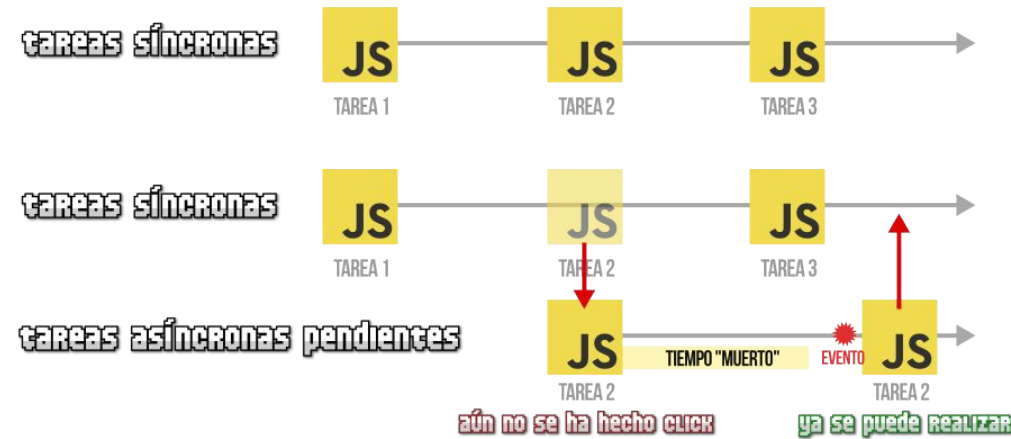 tareas síncronas
JS
JS
JS
TAREA 1
TAREA 2
TAREA 3
tareas síncronas
JS
JS
JS
TAREA 1
TAREA 2
TAREA 3
tareas asíncronas pendientes
JS
TIEMPO "MUERTO"
EVENTO
JS
TAREA 2
TAREA 2
aún no se ha hecho click
ya se puede realizar